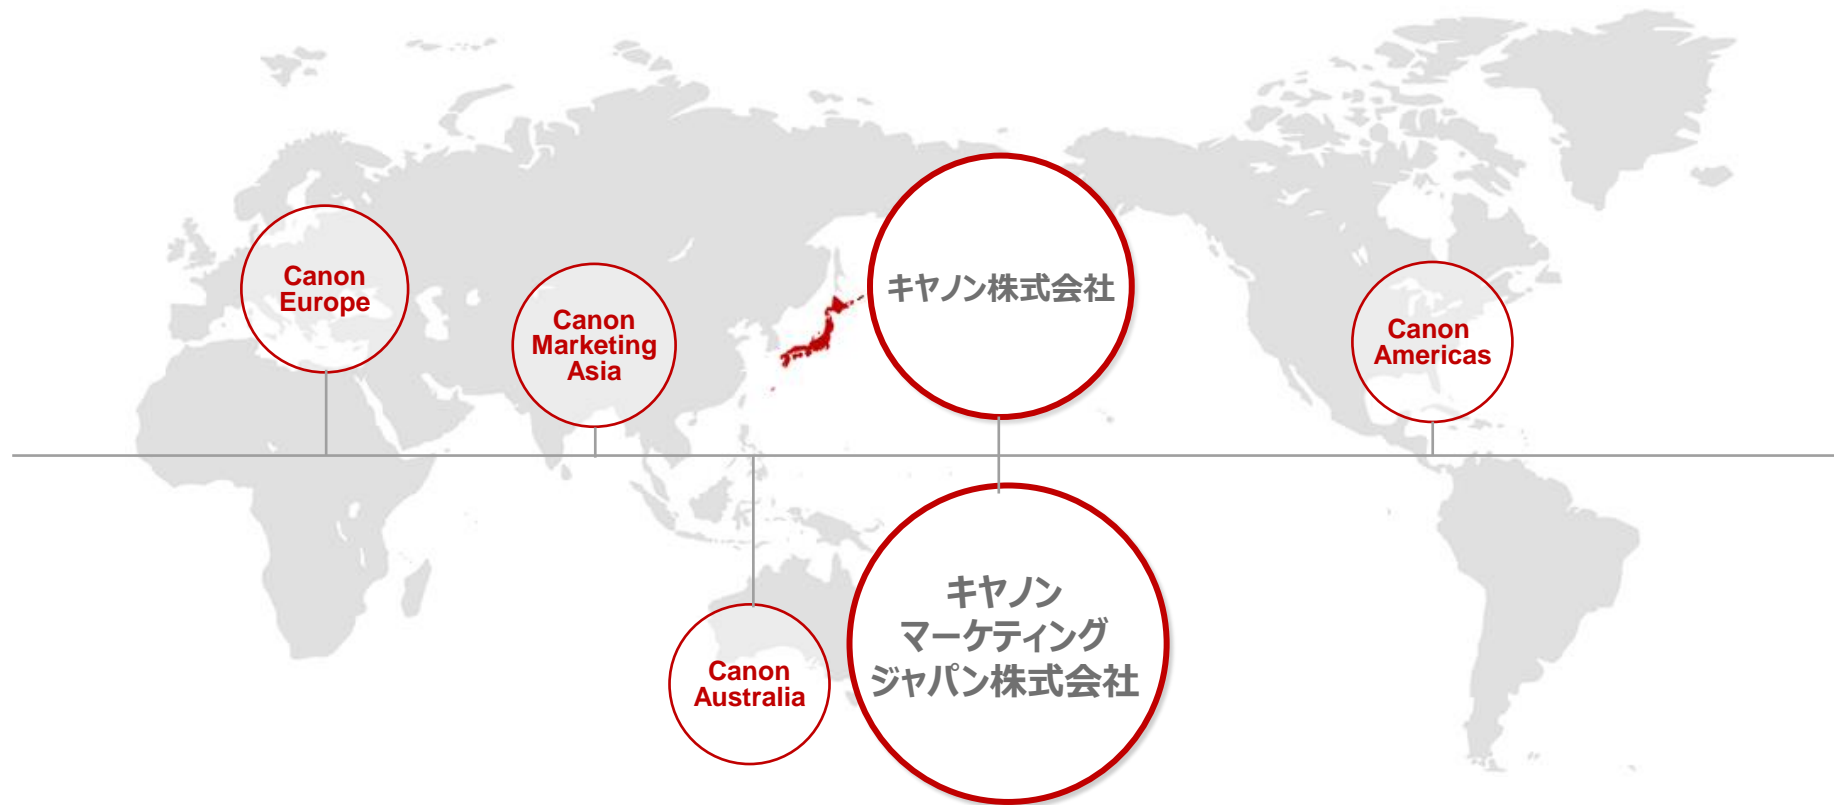 Canon
Europe
Canon
Marketing
Asia
キヤノン株式会社
Canon
Americas
Canon
Australia
キヤノン
マーケティング
ジャパン株式会社